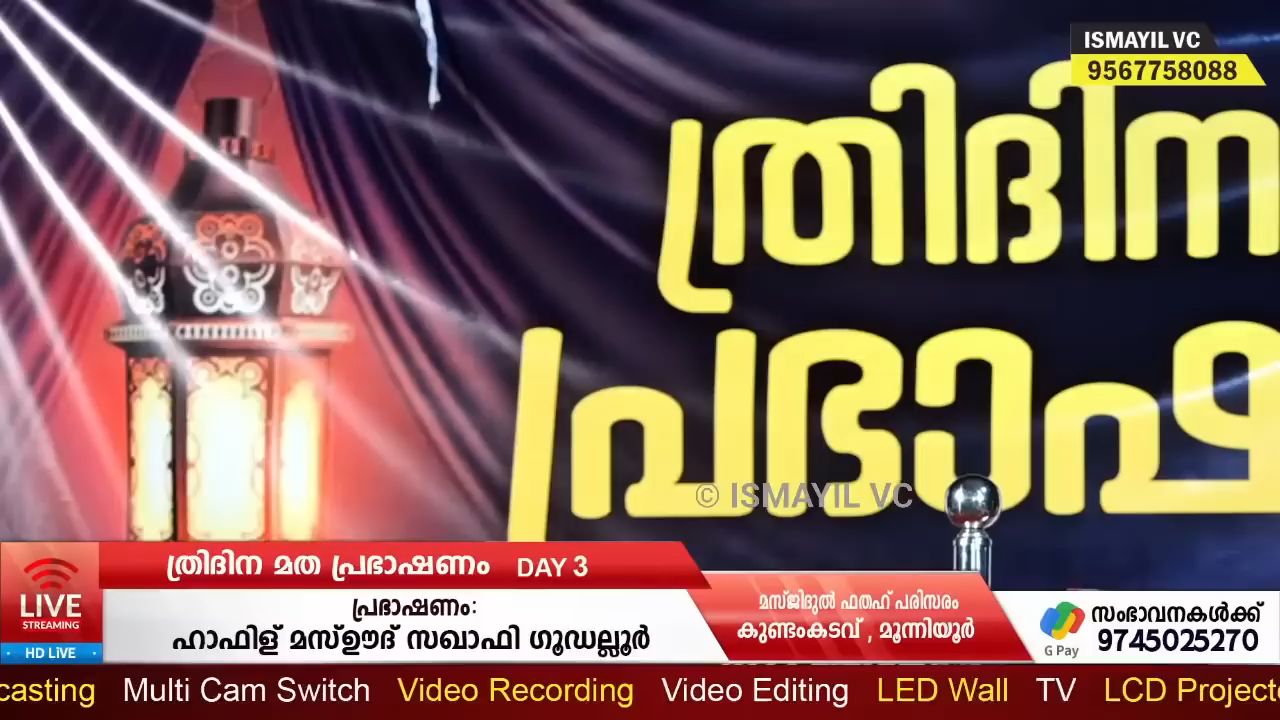 ISMAYIL VC
9567758088
ത്രിദിന
പ്രഭാഷ
© ISMAYIL VC
ത്രിദിന മത പ്രഭാഷണം DAY 3
LIVE
STREAMING
HD LiVE
പ്രഭാഷണം:
ഹാഫിള് മസ്ഊദ് സഖാഫി ഗൂഡല്ലൂർ
മസ്ജിദുൽ ഫതഹ് പരിസരം
കുണ്ടംകടവ് , മൂന്നിയൂർ
G Pay
സംഭാവനകൾക്ക്
9745025270
casting Multi Cam Switch Video Recording Video Editing LED Wall TV LCD Project